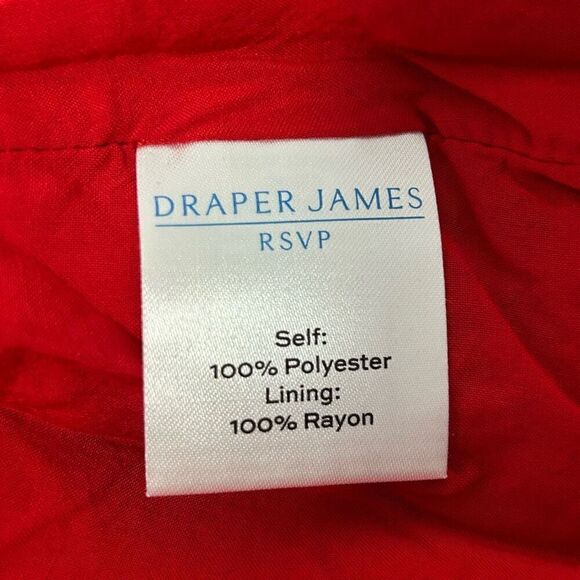 DRAPER JAMES
RSVP
Self:
100% Polyester
Lining:
100% Rayon